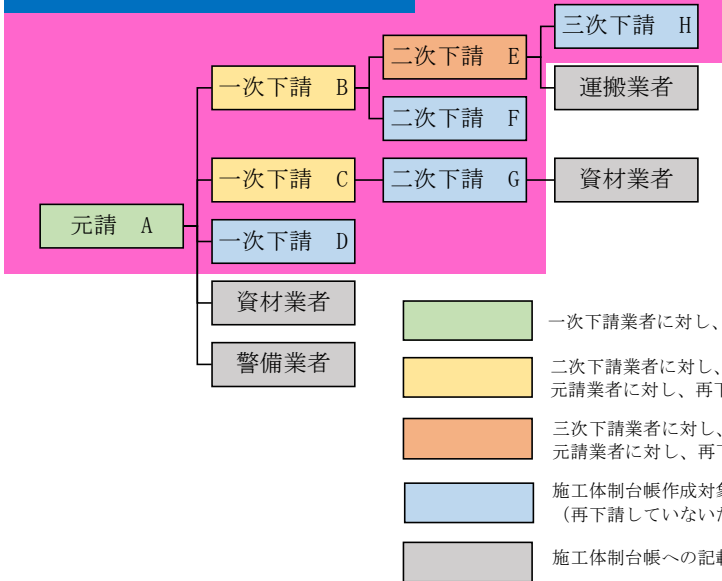 三次下請 H
二次下請 E
一次下請 B
運搬業者
二次下請 F
一次下請 C
二次下請 G
資材業者
元請 A
一次下請 D
資材業者
警備業者
一次下請業者に対し、
二次下請業者に対し、
元請業者に対し、再下
三次下請業者に対し、
元請業者に対し、再下
施工体制台帳作成対象
（再下請していないた
施工体制台帳への記載